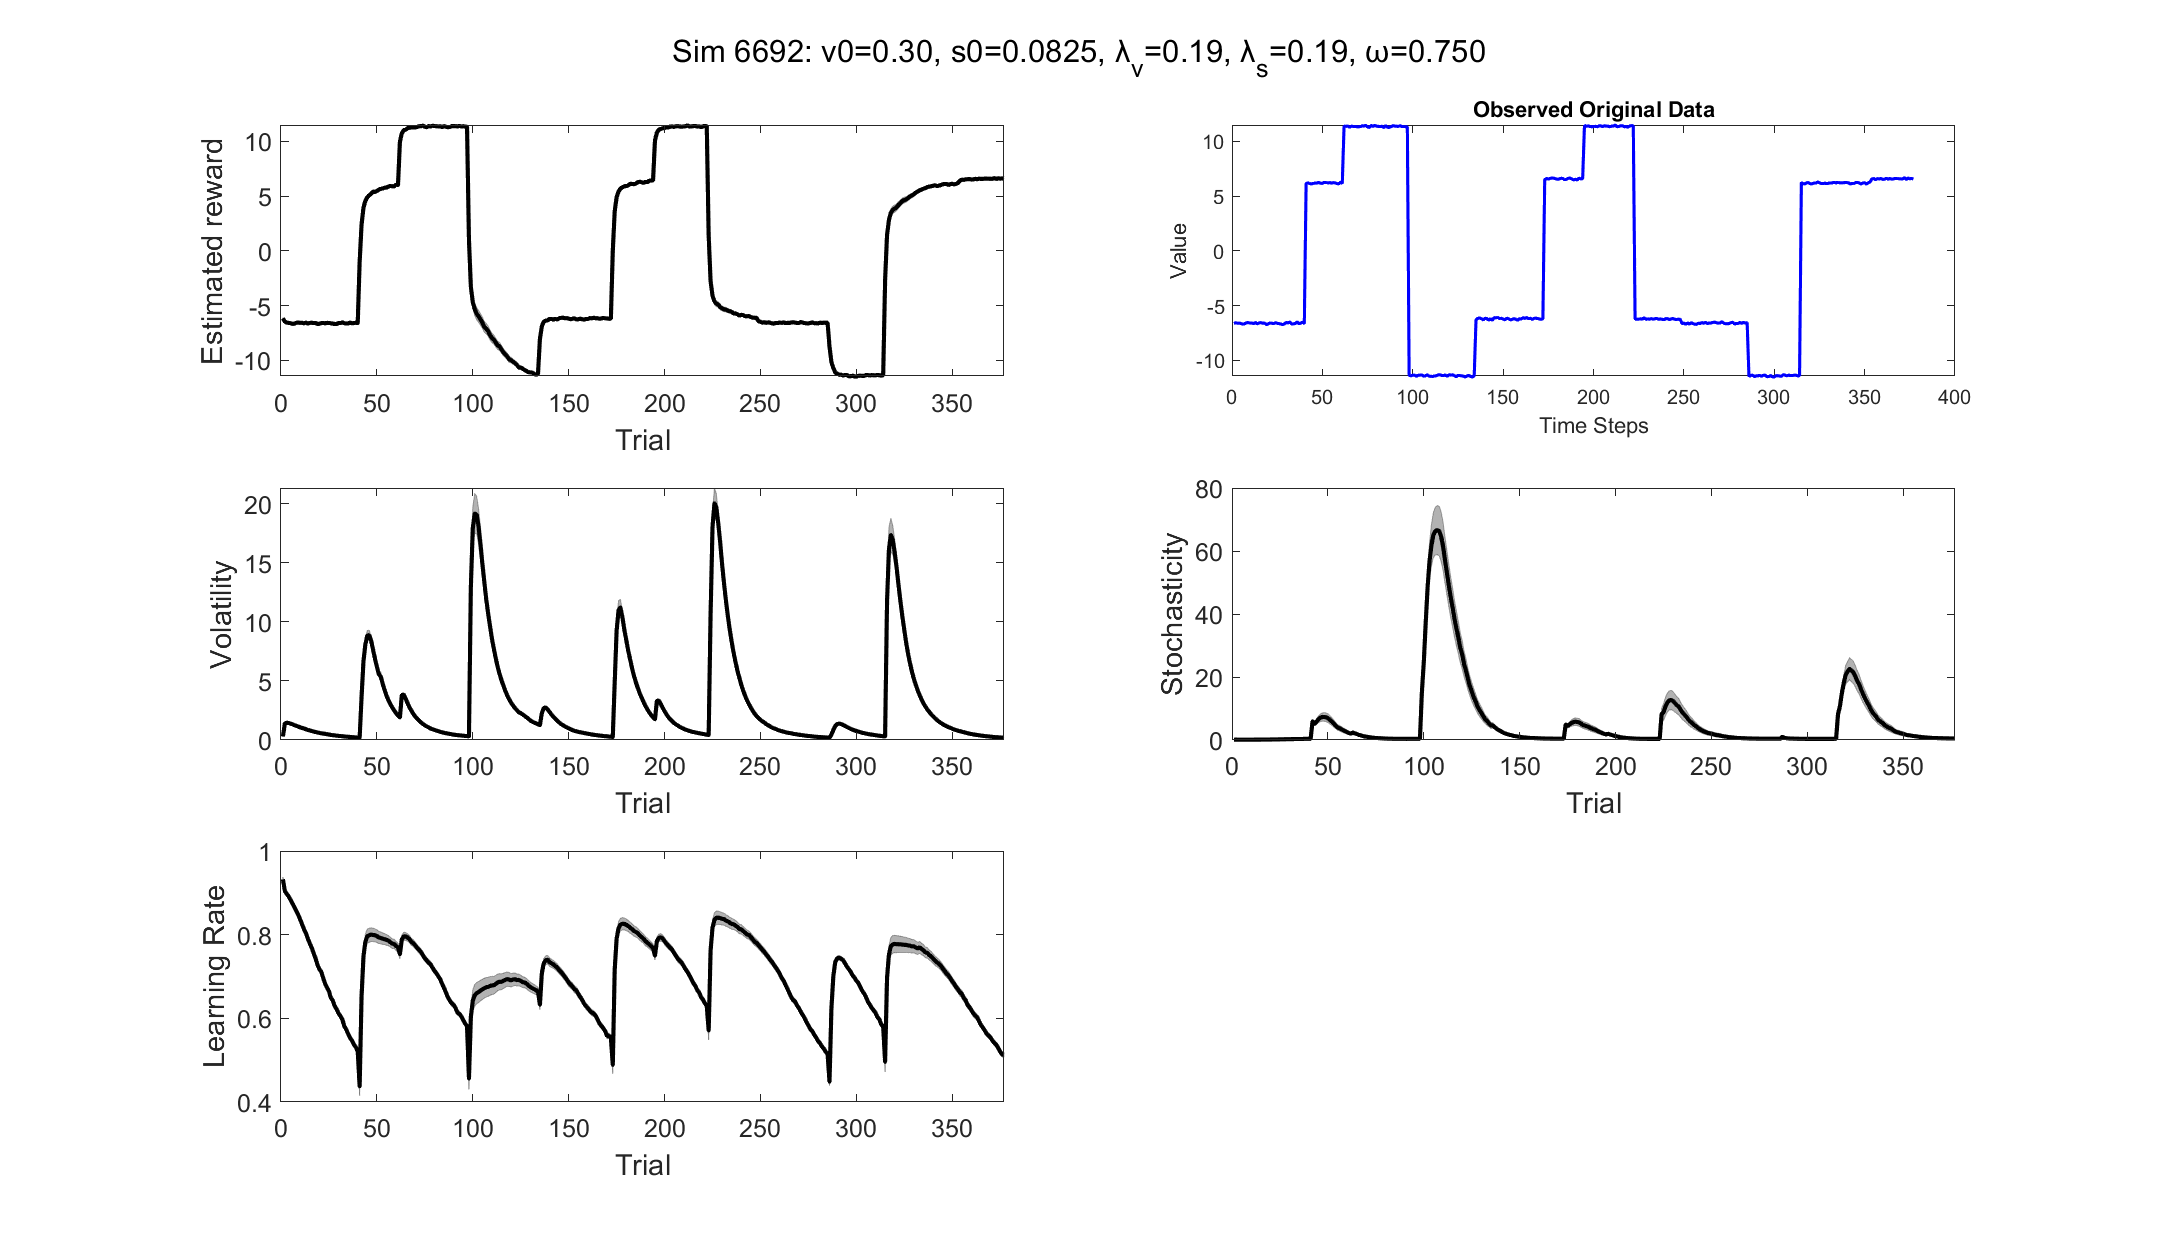 Sim 6692: v0=0.30, s0=0.0825, λv=0.19, λs=0.19, ω=0.750
Estimated reward
10
5
0
-5
-10
0 50 100 150 200 250 300 350
Trial
Observed Original Data
Value
10
5
0
-5
-10
0 50 100 150 200 250 300 350 400
Time Steps
Volatility
20
15
10
5
0
0 50 100 150 200 250 300 350
Trial
Stochasticity
80
60
40
20
0
0 50 100 150 200 250 300 350
Trial
Learning Rate
1
0.8
0.6
0.4
0 50 100 150 200 250 300 350
Trial